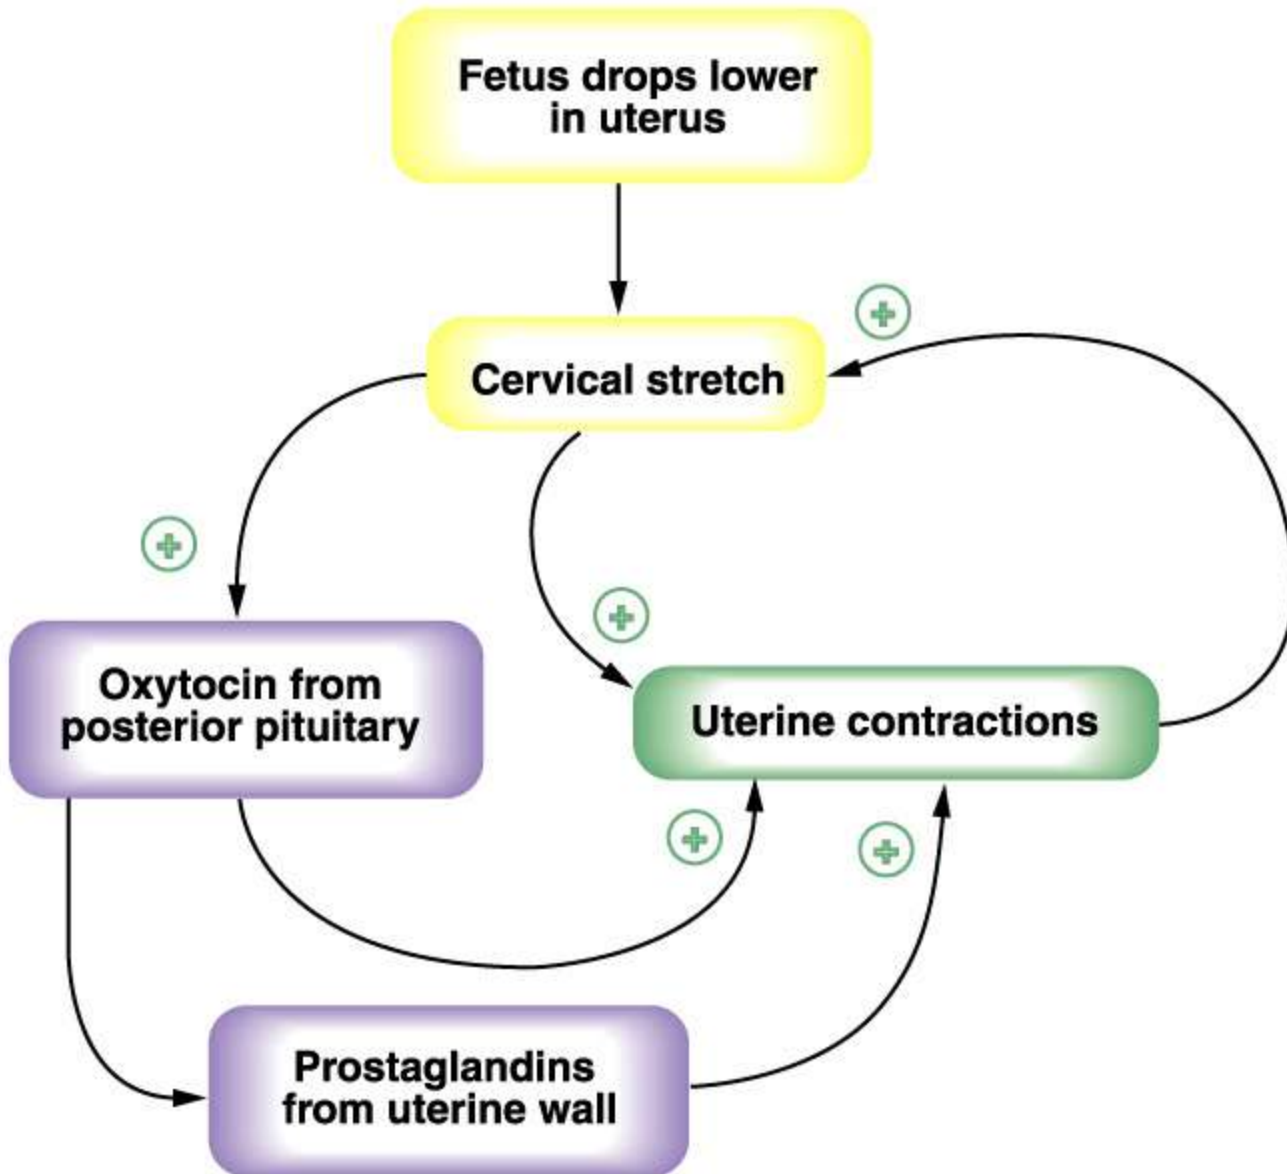 Fetus drops lower
in uterus
Cervical stretch
Oxytocin from
posterior pituitary
Uterine contractions
Prostaglandins
from uterine wall